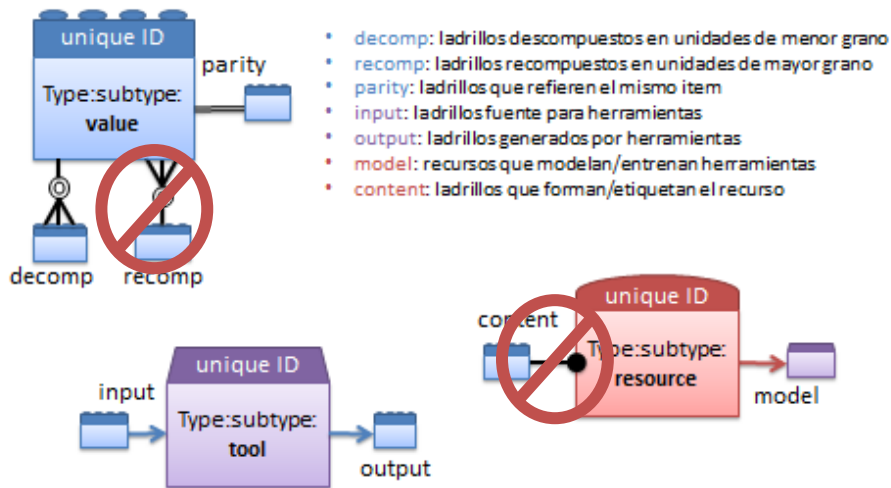 unique ID
parity
Type:subtype:
value
decomp
recomp
• decomp: ladrillos descompuestos en unidades de menor grano
• recomp: ladrillos recompuestos en unidades de mayor grano
• parity: ladrillos que refieren el mismo item
• input: ladrillos fuente para herramientas
• output: ladrillos generados por herramientas
• model: recursos que modelan/entrenan herramientas
• content: ladrillos que forman/etiquetan el recurso
unique ID
input
Type:subtype:
tool
output
unique ID
content
Type:subtype:
resource
model